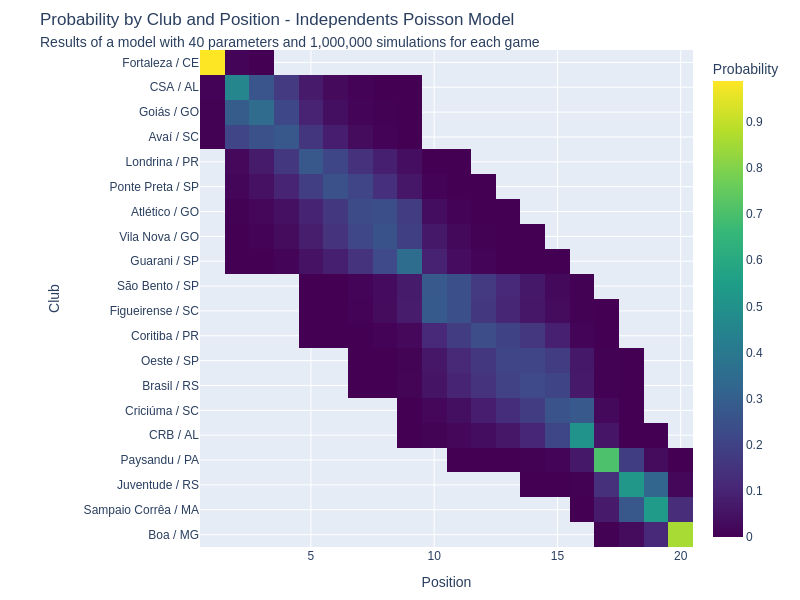 Probability by Club and Position - Independents Poisson Model
Results of a model with 40 parameters and 1,000,000 simulations for each game
Probability
Club
Fortaleza / CE
CSA / AL
Goiás / GO
Avaí / SC
Londrina / PR
Ponte Preta / SP
Atlético / GO
Vila Nova / GO
Guarani / SP
São Bento / SP
Figueirense / SC
Coritiba / PR
Oeste / SP
Brasil / RS
Criciúma / SC
CRB / AL
Paysandu / PA
Juventude / RS
Sampaio Corrêa / MA
Boa / MG
5 10 15 20
Position
0.9
0.8
0.7
0.6
0.5
0.4
0.3
0.2
0.1
0